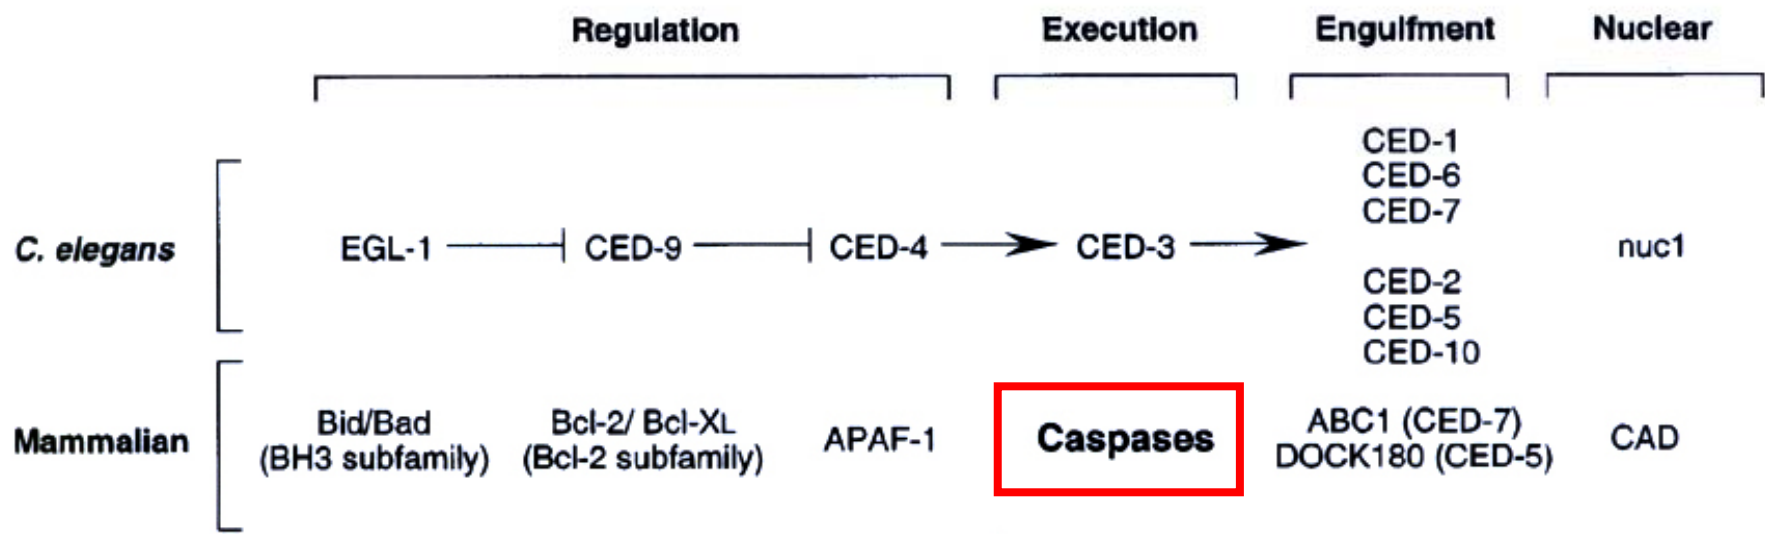 Regulation Execution Engulfment Nuclear
CED-1
CED-6
CED-7
C. elegans EGL-1 CED-9 CED-4 CED-3 nuc1
CED-2
CED-5
CED-10
Mammalian
Bid/Bad
(BH3 subfamily)
Bcl-2/ Bcl-XL
(Bcl-2 subfamily)
APAF-1
Caspases
ABC1 (CED-7)
DOCK180 (CED-5)
CAD